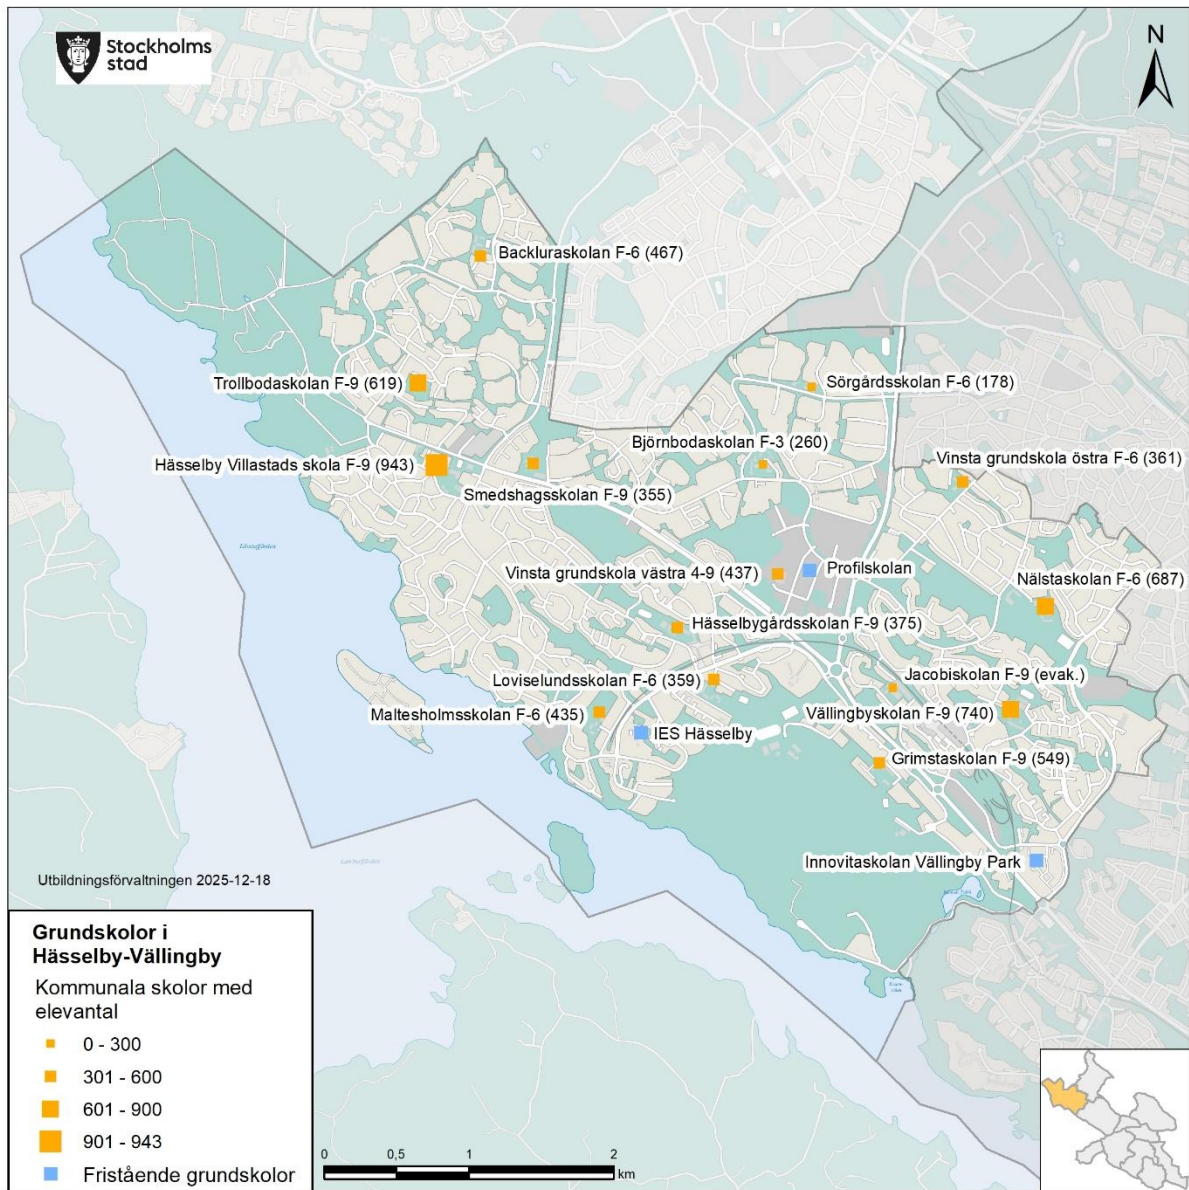 Stockholms
stad
N
Backluraskolan F-6 (467)
Trollbodaskolan F-9 (619)
Sörgårdsskolan F-6 (178)
Björnbodaskolan F-3 (260)
Vinsta grundskola östra F-6 (361)
Hässelby Villastads skola F-9 (943)
Smedshagsskolan F-9 (355)
Vinsta grundskola västra 4-9 (437)
Profilskolan
Nälstaskolan F-6 (687)
Hässelbygårdsskolan F-9 (375)
Loviselundsskolan F-6 (359)
Jacobiskolan F-9 (evak.)
Maltesholmsskolan F-6 (435)
Vällingbyskolan F-9 (740)
IES Hässelby
Grimstaskolan F-9 (549)
Innovitaskolan Vällingby Park
Utbildningsförvaltningen 2025-12-18
Grundskolor i
Hässelby-Vällingby
Kommunala skolor med
elevantal
0 - 300
301 - 600
601 - 900
901 - 943
Fristående grundskolor
0 0,5 1 2
km